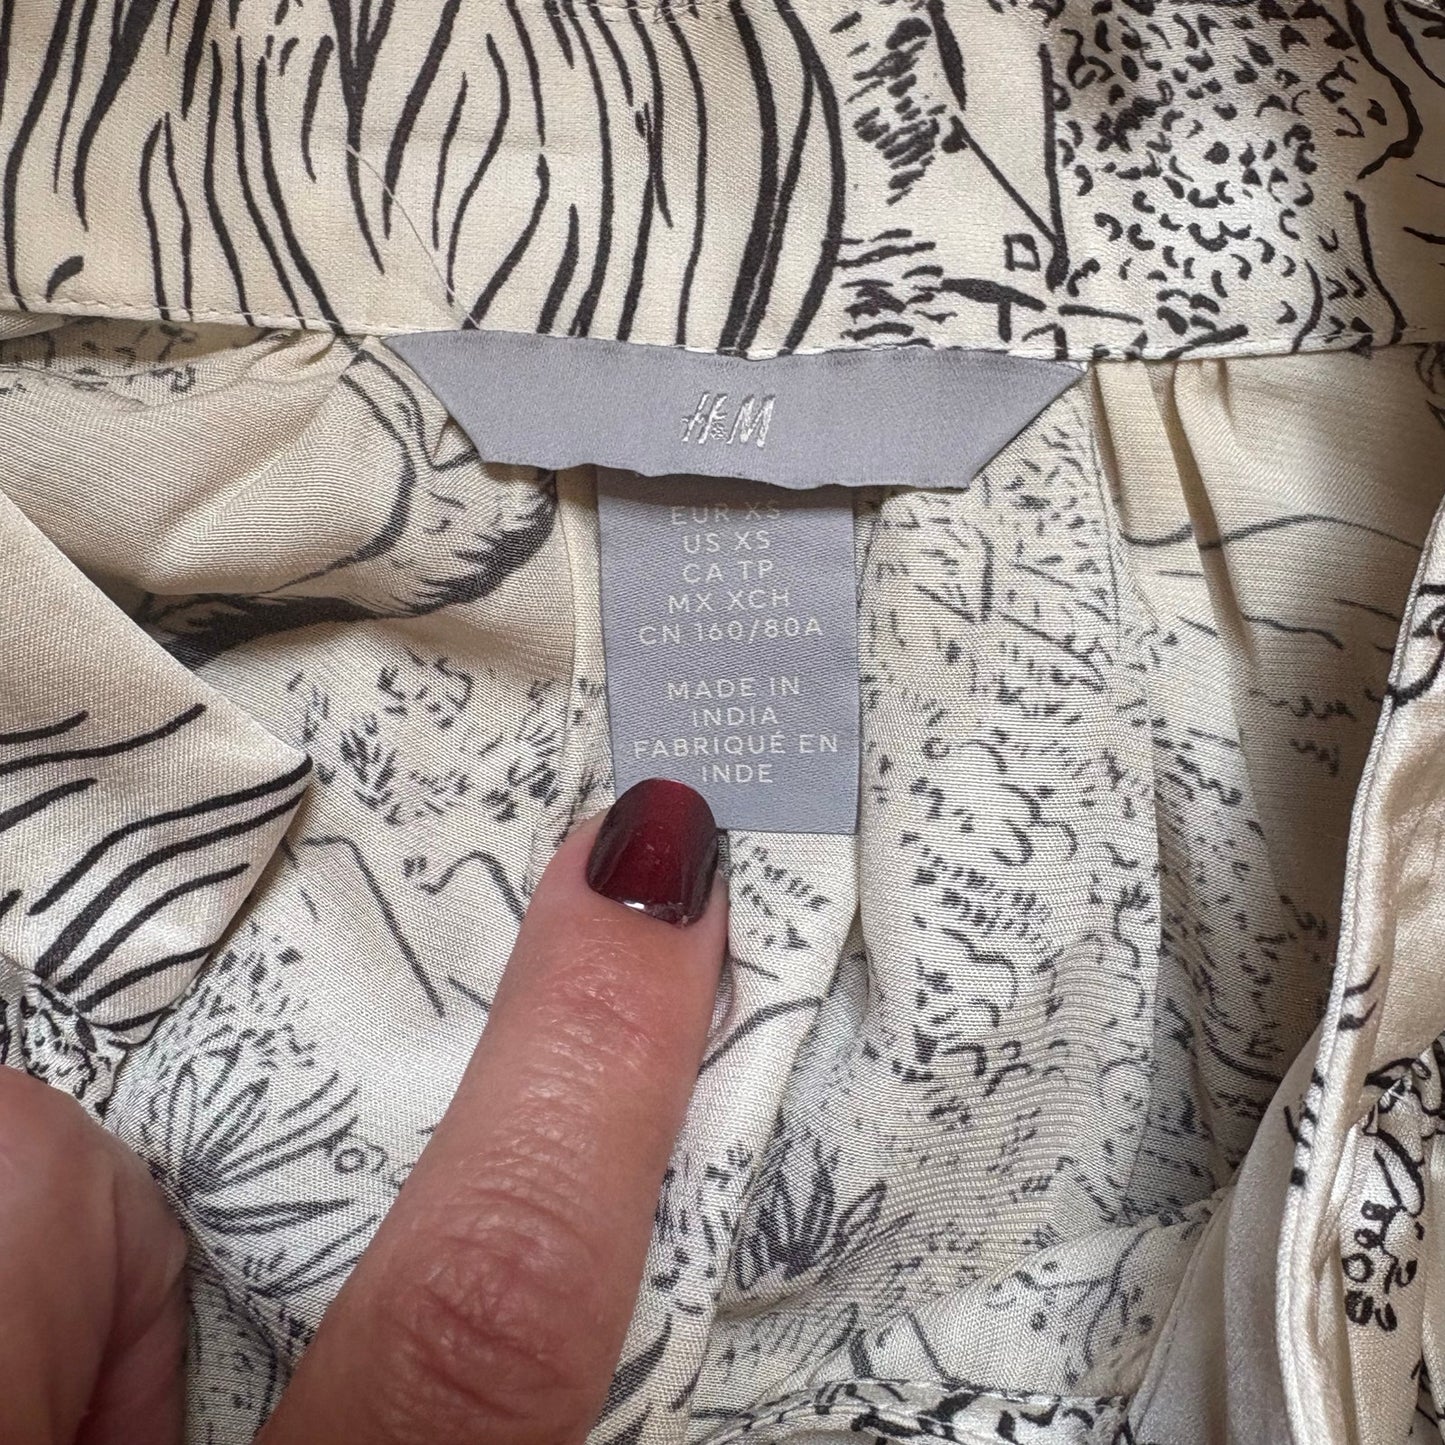 H&M
EUR XS
US XS
CA TP
MX XCH
CN 160/80A
MADE IN
INDIA
FABRIQUÉ EN
INDE